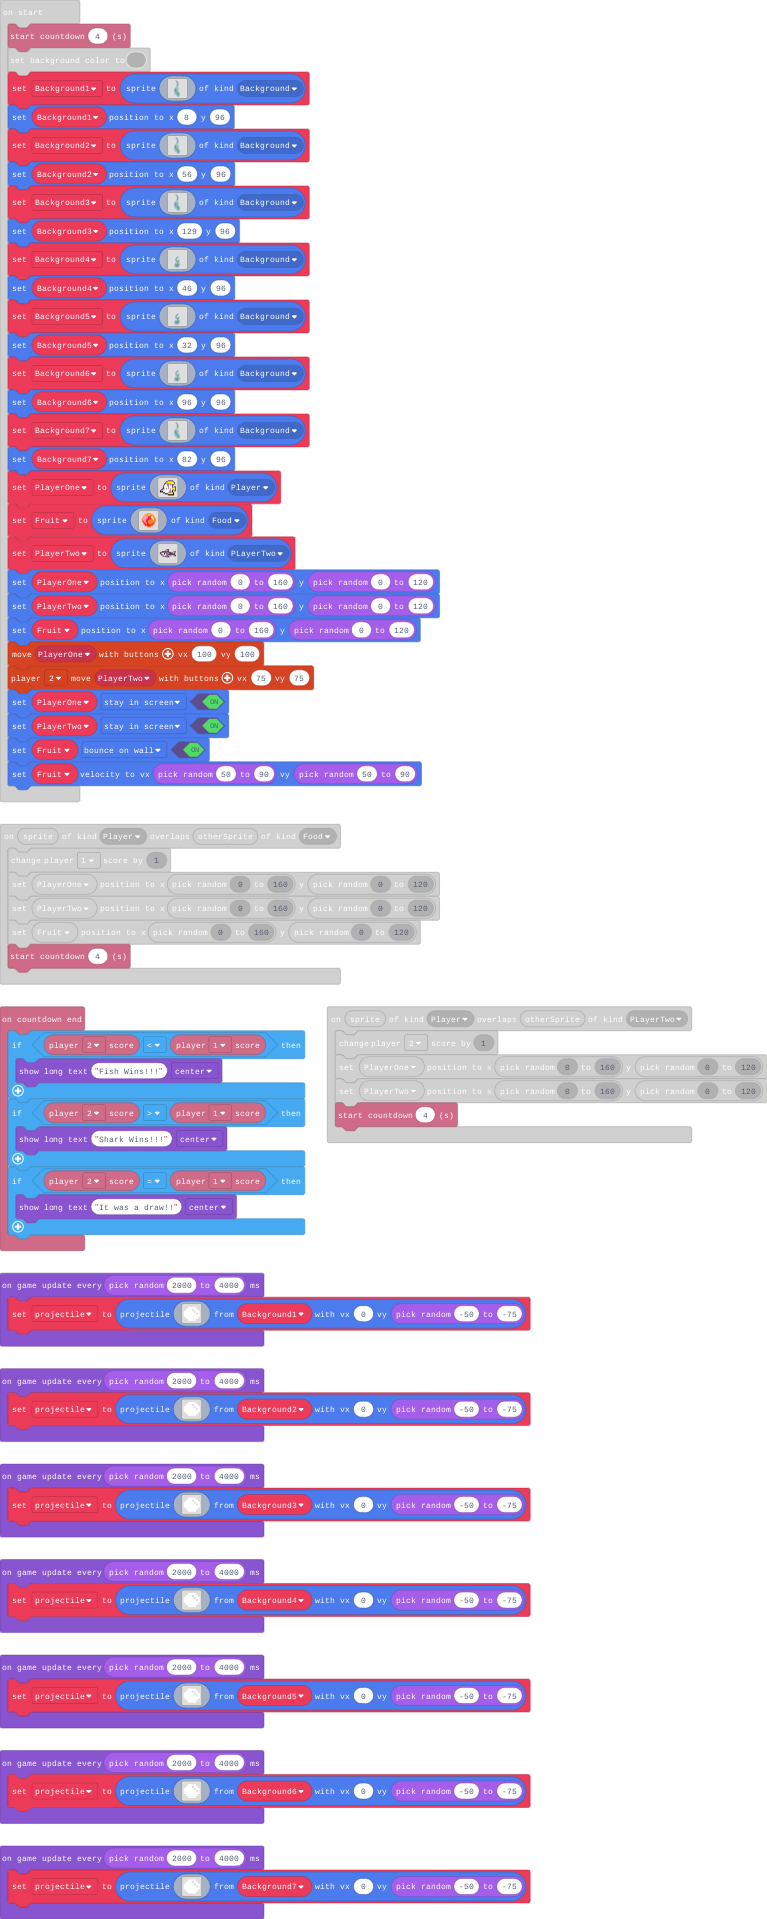 on start
start countdown 4 (s)
set background color to
set Background1 to sprite of kind Background
set Background1 position to x 8 y 96
set Background2 to sprite of kind Background
set Background2 position to x 56 y 96
set Background3 to sprite of kind Background
set Background3 position to x 129 y 96
set Background4 to sprite of kind Background
set Background4 position to x 46 y 96
set Background5 to sprite of kind Background
set Background5 position to x 32 y 96
set Background6 to sprite of kind Background
set Background6 position to x 96 y 96
set Background7 to sprite of kind Background
set Background7 position to x 82 y 96
set PlayerOne to sprite of kind Player
set Fruit to sprite of kind Food
set PlayerTwo to sprite of kind PLayerTwo
set PlayerOne position to x pick random 0 to 160 y pick random 0 to 120
set PlayerTwo position to x pick random 0 to 160 y pick random 0 to 120
set Fruit position to x pick random 0 to 160 y pick random 0 to 120
move PlayerOne with buttons vx 100 vy 100
player 2 move PlayerTwo with buttons vx 75 vy 75
set PlayerOne stay in screen ON
set PlayerTwo stay in screen ON
set Fruit bounce on wall ON
set Fruit velocity to vx pick random 50 to 90 vy pick random 50 to 90
on sprite of kind Player overlaps otherSprite of kind Food
change player 1 score by 1
set PlayerOne position to x pick random 0 to 160 y pick random 0 to 120
set PlayerTwo position to x pick random 0 to 160 y pick random 0 to 120
set Fruit position to x pick random 0 to 160 y pick random 0 to 120
start countdown 4 (s)
on countdown end
if player 2 score < player 1 score then
show long text "Fish Wins!!!" center
if player 2 score > player 1 score then
show long text "Shark Wins!!!" center
if player 2 score = player 1 score then
show long text "It was a draw!!" center
on sprite of kind Player overlaps otherSprite of kind PLayerTwo
change player 2 score by 1
set PlayerOne position to x pick random 0 to 160 y pick random 0 to 120
set PlayerTwo position to x pick random 0 to 160 y pick random 0 to 120
start countdown 4 (s)
on game update every pick random 2000 to 4000 ms
set projectile to projectile from Background1 with vx 0 vy pick random -50 to -75
on game update every pick random 2000 to 4000 ms
set projectile to projectile from Background2 with vx 0 vy pick random -50 to -75
on game update every pick random 2000 to 4000 ms
set projectile to projectile from Background3 with vx 0 vy pick random -50 to -75
on game update every pick random 2000 to 4000 ms
set projectile to projectile from Background4 with vx 0 vy pick random -50 to -75
on game update every pick random 2000 to 4000 ms
set projectile to projectile from Background5 with vx 0 vy pick random -50 to -75
on game update every pick random 2000 to 4000 ms
set projectile to projectile from Background6 with vx 0 vy pick random -50 to -75
on game update every pick random 2000 to 4000 ms
set projectile to projectile from Background7 with vx 0 vy pick random -50 to -75